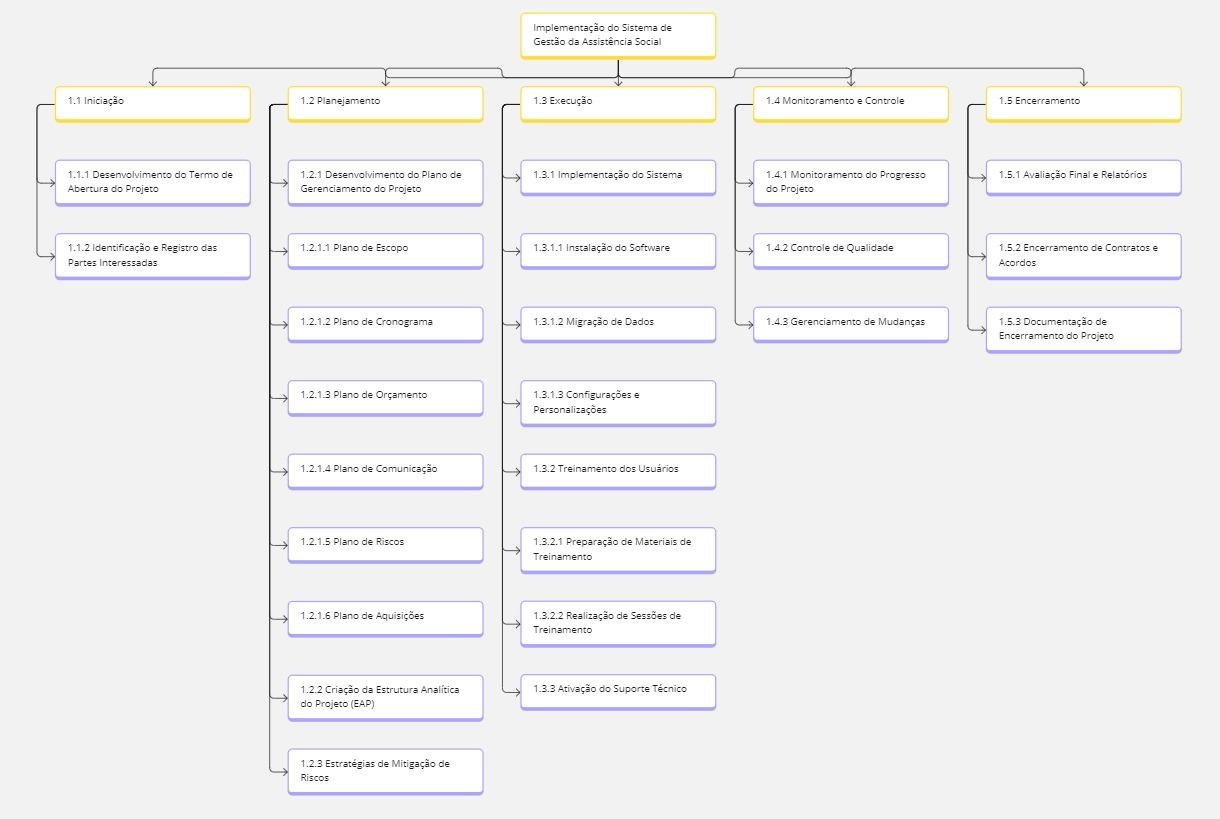 Implementação do Sistema de
Gestão da Assistência Social
1.1 Iniciação
1.1.1 Desenvolvimento do Termo de
Abertura do Projeto
1.1.2 Identificação e Registro das
Partes Interessadas
1.2 Planejamento
1.2.1 Desenvolvimento do Plano de
Gerenciamento do Projeto
1.2.1.1 Plano de Escopo
1.2.1.2 Plano de Cronograma
1.2.1.3 Plano de Orçamento
1.2.1.4 Plano de Comunicação
1.2.1.5 Plano de Riscos
1.2.1.6 Plano de Aquisições
1.2.2 Criação da Estrutura Analítica
do Projeto (EAP)
1.2.3 Estratégias de Mitigação de
Riscos
1.3 Execução
1.3.1 Implementação do Sistema
1.3.1.1 Instalação do Software
1.3.1.2 Migração de Dados
1.3.1.3 Configurações e
Personalizações
1.3.2 Treinamento dos Usuários
1.3.2.1 Preparação de Materiais de
Treinamento
1.3.2.2 Realização de Sessões de
Treinamento
1.3.3 Ativação do Suporte Técnico
1.4 Monitoramento e Controle
1.4.1 Monitoramento do Progresso
do Projeto
1.4.2 Controle de Qualidade
1.4.3 Gerenciamento de Mudanças
1.5 Encerramento
1.5.1 Avaliação Final e Relatórios
1.5.2 Encerramento de Contratos e
Acordos
1.5.3 Documentação de
Encerramento do Projeto